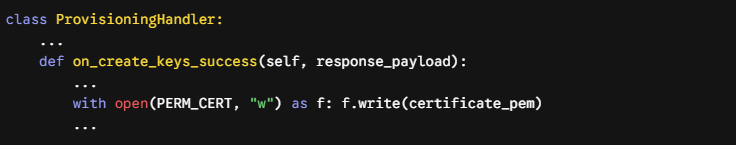 class ProvisioningHandler:
    ...
    def on_create_keys_success(self, response_payload):
        ...
        with open(PERM_CERT, "w") as f: f.write(certificate_pem)
        ...